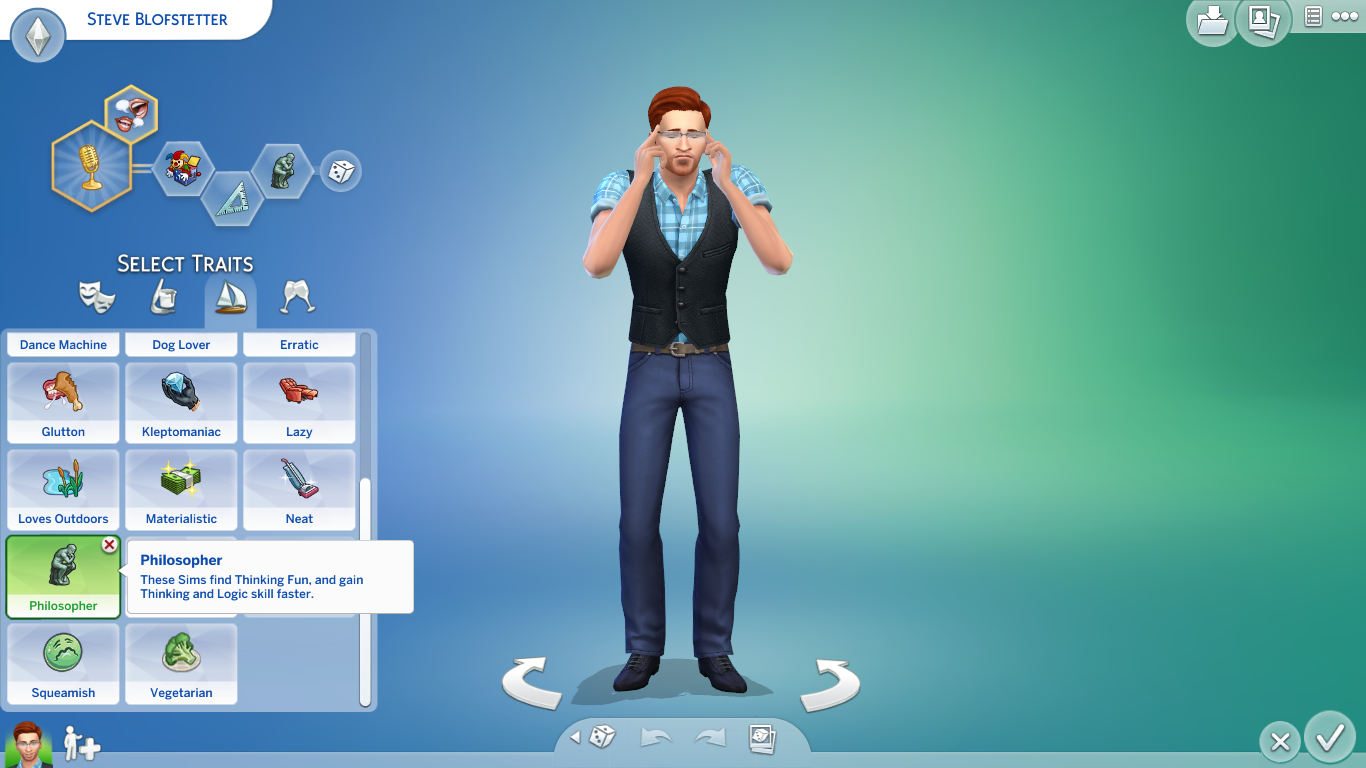 STEVE BLOFSTETTER
SELECT TRAITS
Dance Machine
Dog Lover
Erratic
Glutton
Kleptomaniac
Lazy
Loves Outdoors
Materialistic
Neat
Philosopher
Philosopher
These Sims find Thinking Fun, and gain
Thinking and Logic skill faster.
Squeamish
Vegetarian